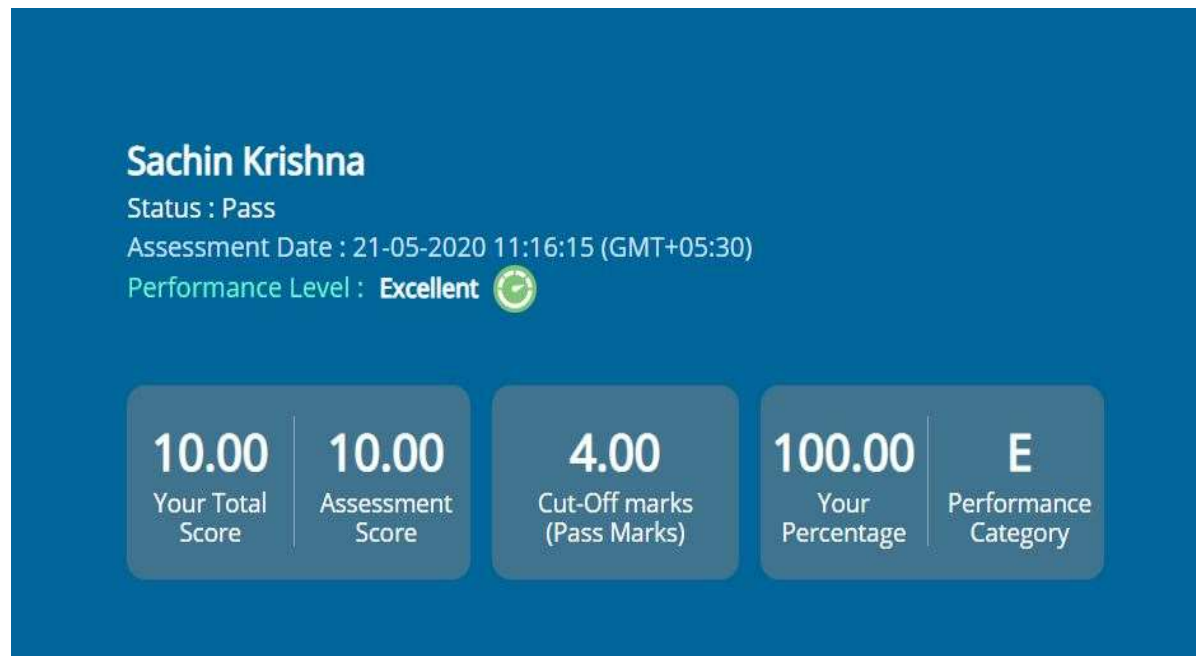 Sachin Krishna
Status : Pass
Assessment Date : 21-05-2020 11:16:15 (GMT+05:30)
Performance Level : Excellent
10.00
Your Total
Score
10.00
Assessment
Score
4.00
Cut-Off marks
(Pass Marks)
100.00
Your
Percentage
E
Performance
Category